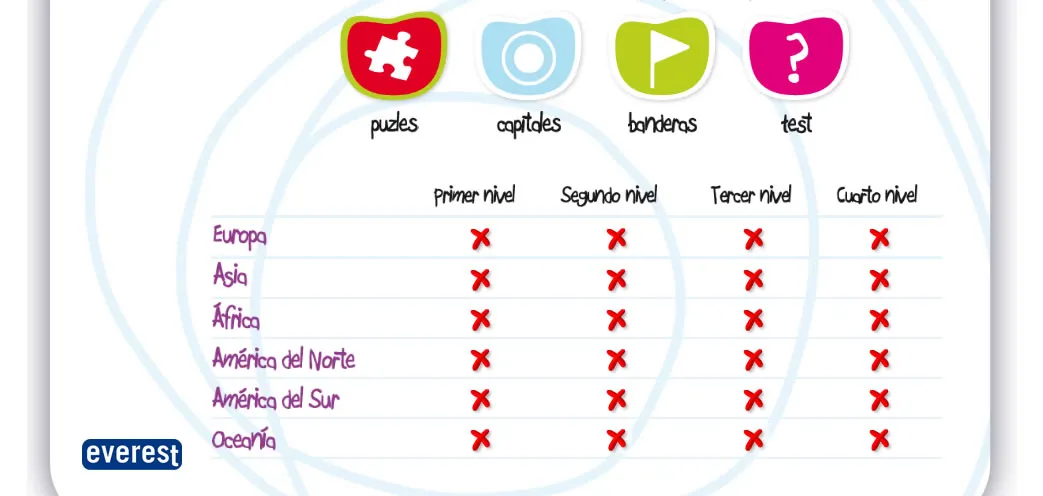 puzles capitales banderas test
Primer nivel Segundo nivel Tercer nivel Cuarto nivel
Europa
Asia
África
América del Norte
América del Sur
Oceanía
everest